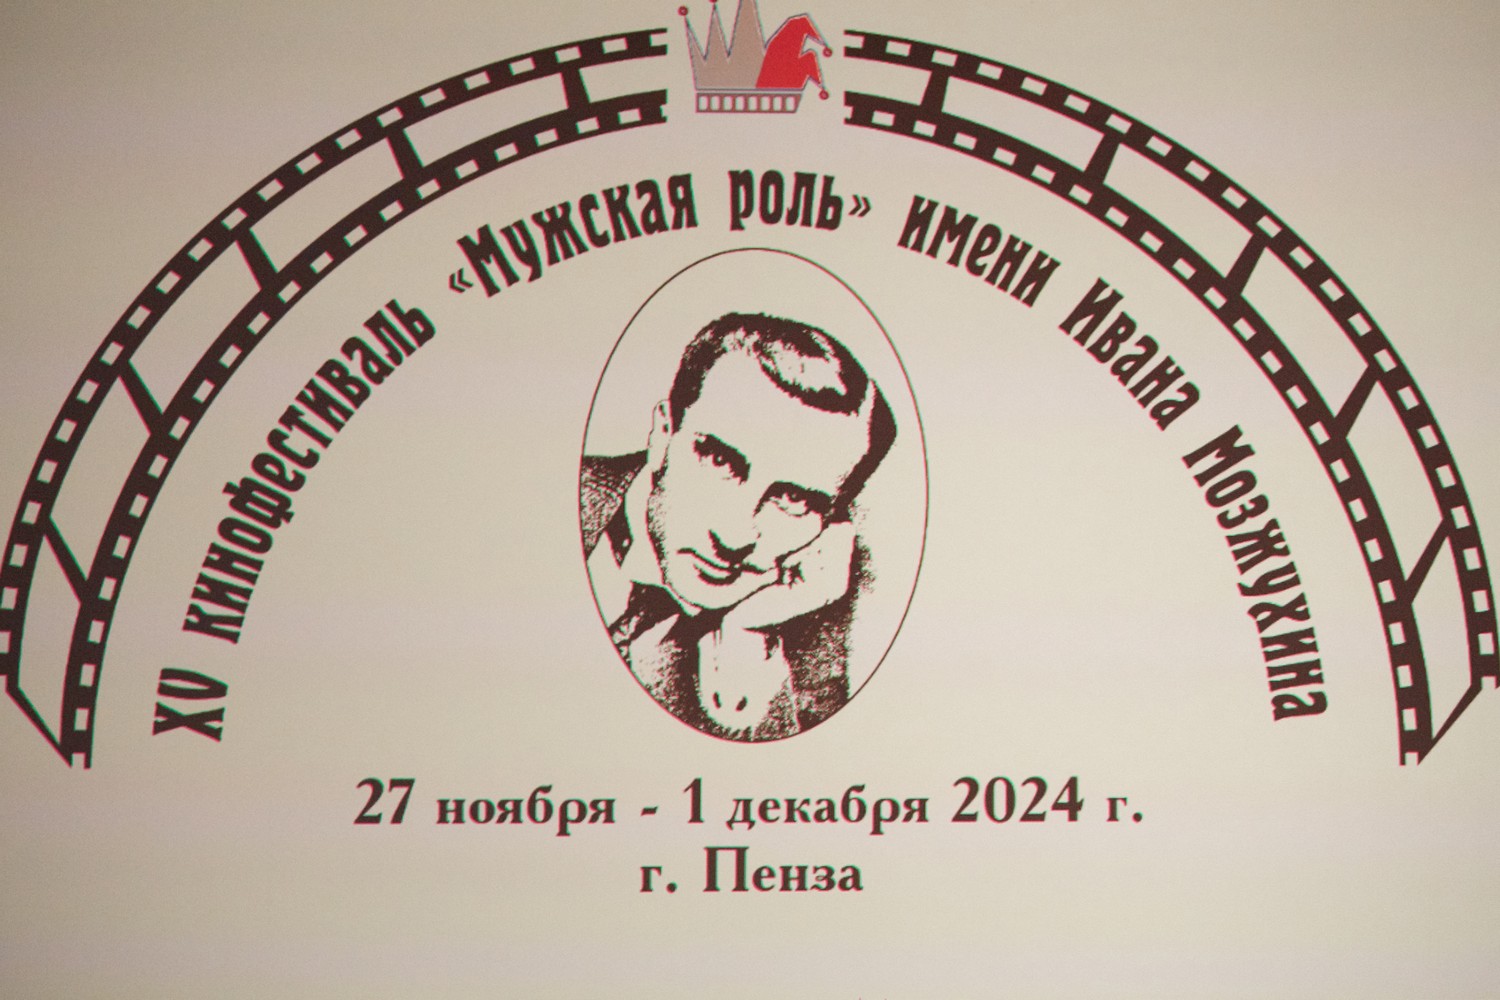 XV кинофестиваль «Мужская роль» имени Ивана Мозжухина
27 ноября - 1 декабря 2024 г.
г. Пенза